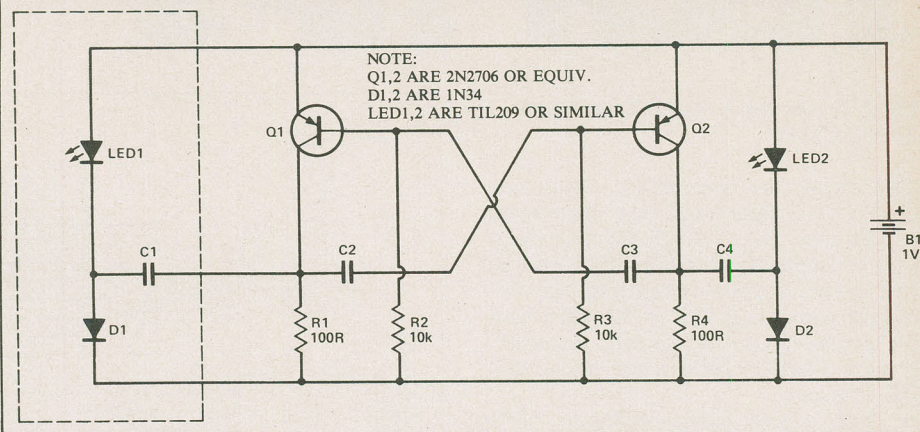 NOTE:
Q1,2 ARE 2N2706 OR EQUIV.
D1,2 ARE 1N34
LED1,2 ARE TIL209 OR SIMILAR
Q1
Q2
LED1
LED2
+
B1
1V
C1
C2
C3
C4
D1
R1
100R
R2
10k
R3
10k
R4
100R
D2